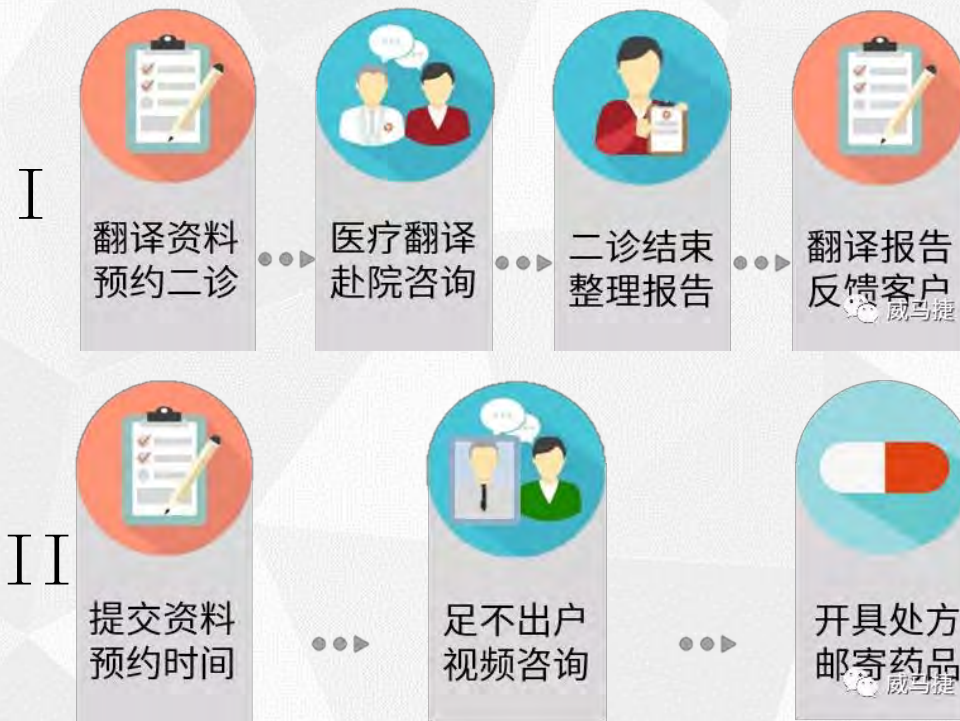 I
翻译资料
预约二诊
医疗翻译
赴院咨询
二诊结束
整理报告
翻译报告
反馈客户
威马捷
II
提交资料
预约时间
足不出户
视频咨询
开具处方
邮寄药品
威马捷